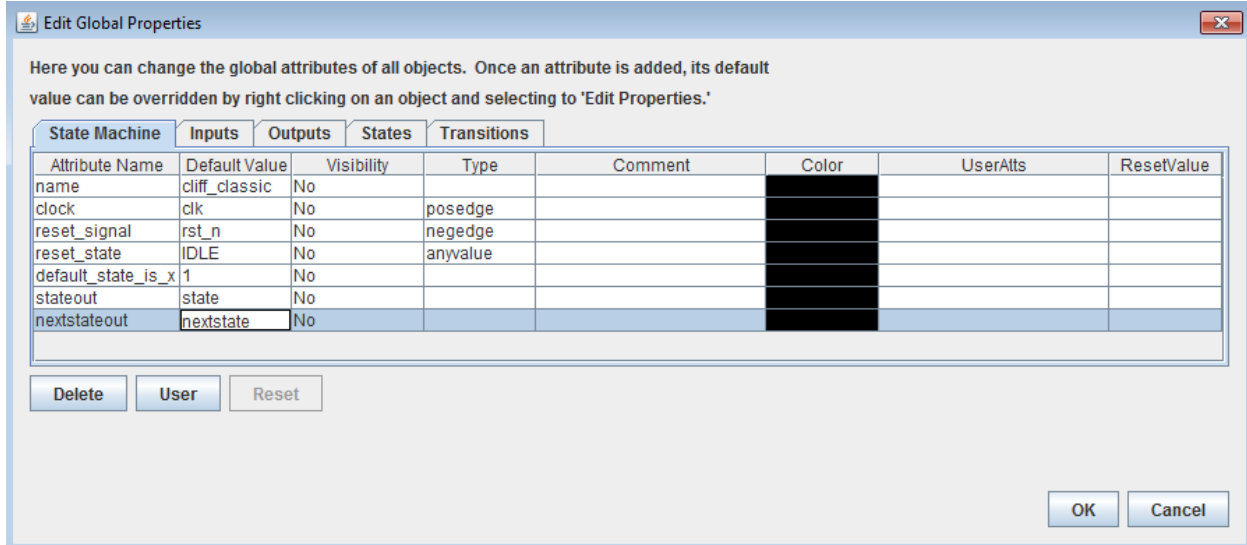 Edit Global Properties
Here you can change the global attributes of all objects.  Once an attribute is added, its default
value can be overridden by right clicking on an object and selecting to 'Edit Properties.'
State Machine Inputs Outputs States Transitions
Attribute Name Default Value Visibility Type Comment Color UserAtts ResetValue
name cliff_classic No
clock clk No posedge
reset_signal rst_n No negedge
reset_state IDLE No anyvalue
default_state_is_x 1 No
stateout state No
nextstateout nextstate No
Delete User Reset
OK Cancel